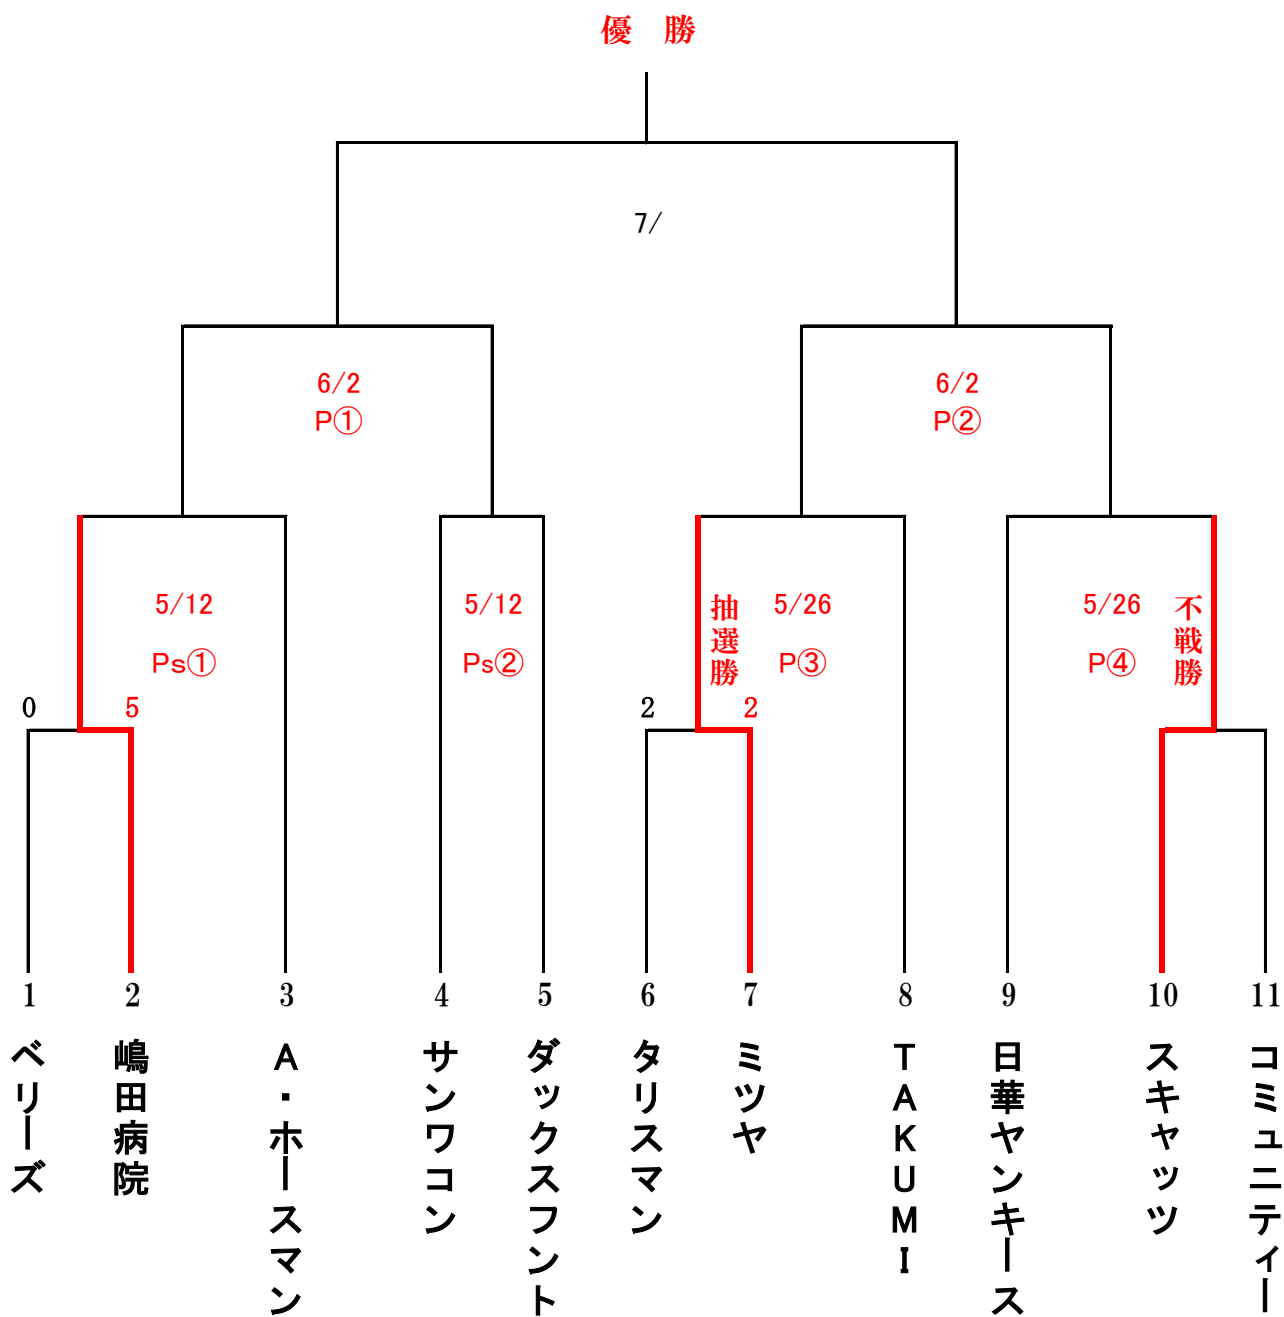 優　勝
7/
6/2
P①
6/2
P②
5/12
Ps①
5/12
Ps②
抽選勝
5/26
P③
5/26
P④
不戦勝
0
5
2
2
1
2
3
4
5
6
7
8
9
10
11
ベリーズ
嶋田病院
A・ホースマン
サンワコン
ダックスフント
タリスマン
ミツヤ
TAKUMI
日華ヤンキース
スキャッツ
コミュニティー